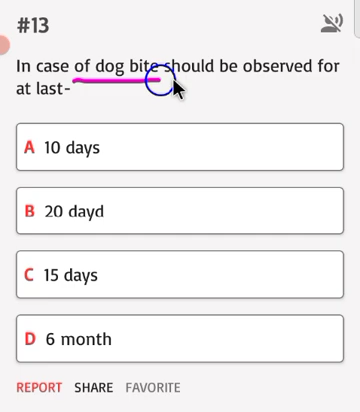 #13
In case of dog bite should be observed for
at last-
A 10 days
B 20 dayd
C 15 days
D 6 month
REPORT SHARE FAVORITE